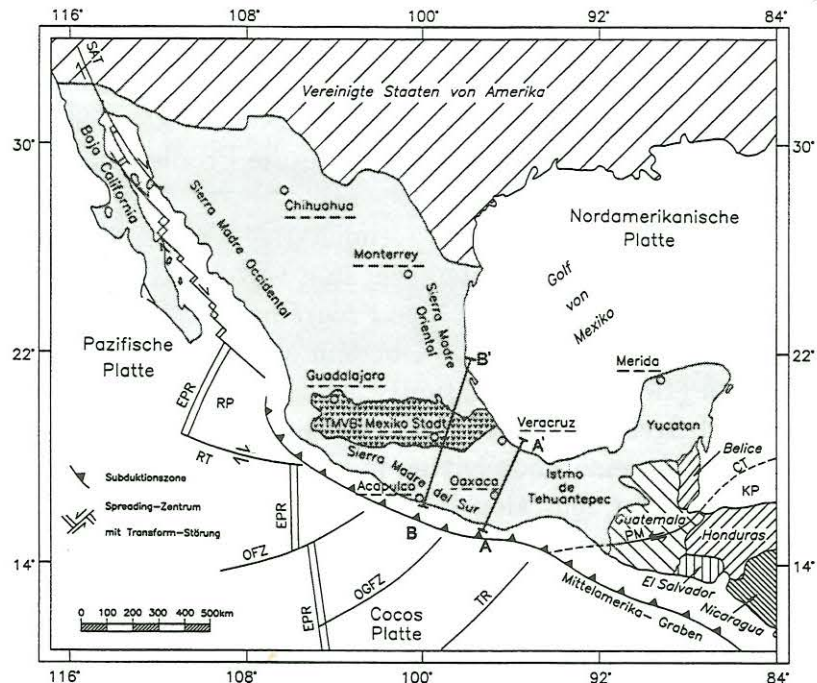 116°
108°
100°
92°
84°
SAT
Vereinigte Staaten von Amerika
30°
30°
Baja
California
Sierra Madre Occidental
Chihuahua
Nordamerikanische
Platte
Monterrey
Sierra Madre
Oriental
Golf
von
Mexiko
Pazifische
Platte
22°
22°
B'
Merida
Guadalajara
EPR
RP
TMVB
Mexiko Stadt
Veracruz
A'
Yucatan
Belice
RT
Sierra Madre del Sur
Acapulco
Oaxaca
Istmo
de
Tehuantepec
CT
KP
Subduktionszone
Spreading-Zentrum
mit Transform-Störung
EPR
B
A
Guatemala
PM
Honduras
OFZ
14°
14°
El Salvador
Nicaragua
EPR
OGFZ
TR
Mittelamerika-Graben
Cocos
Platte
0 100 200 300 400 500km
116°
108°
100°
92°
84°